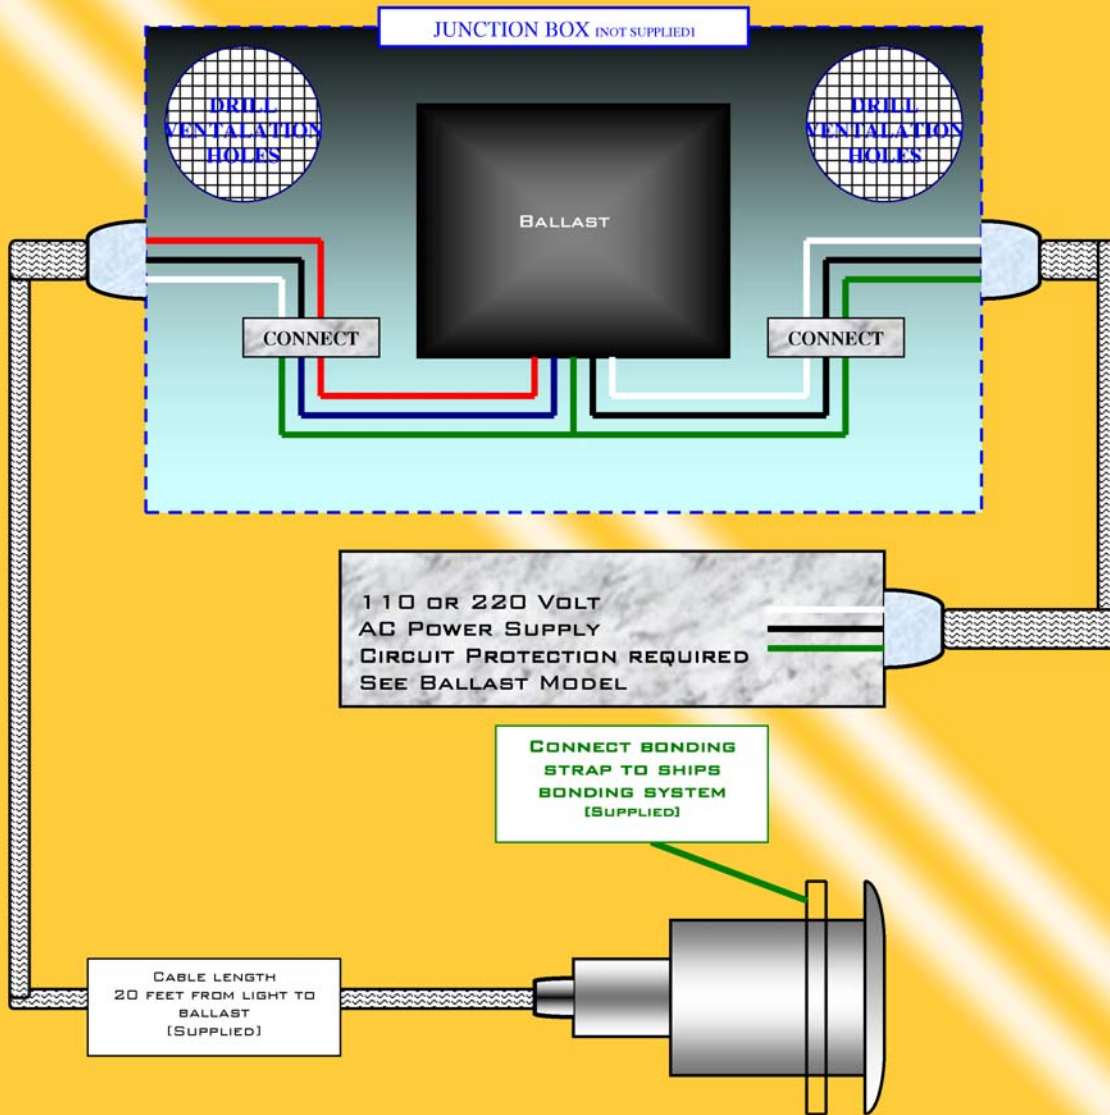 JUNCTION BOX [NOT SUPPLIED]
DRILL
VENTALATION
HOLES
BALLAST
DRILL
VENTALATION
HOLES
CONNECT
CONNECT
110 OR 220 VOLT
AC POWER SUPPLY
CIRCUIT PROTECTION REQUIRED
SEE BALLAST MODEL
CONNECT BONDING
STRAP TO SHIPS
BONDING SYSTEM
[SUPPLIED]
CABLE LENGTH
20 FEET FROM LIGHT TO
BALLAST
[SUPPLIED]